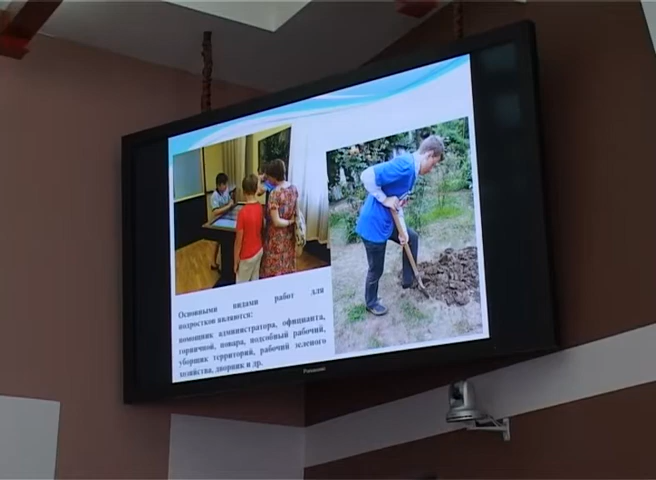 Основными видами работ для
подростков являются:
помощник администратора, официанта,
горничной, повара, подсобный рабочий,
уборщик территорий, рабочий зеленого
хозяйства, дворник и др.
Panasonic